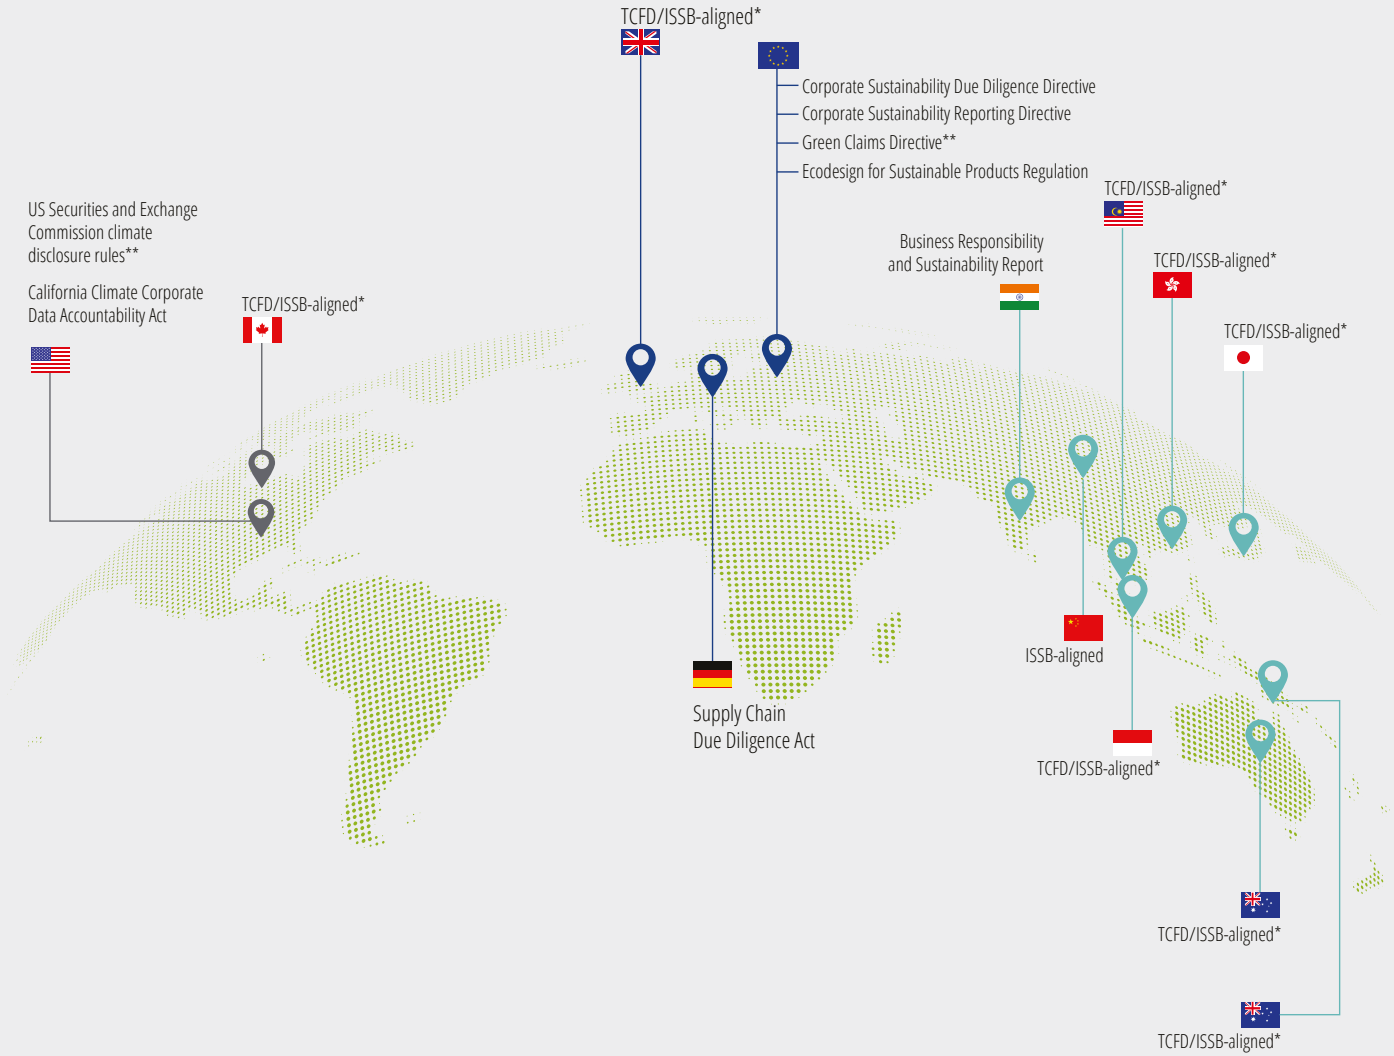 TCFD/ISSB-aligned*
Corporate Sustainability Due Diligence Directive
Corporate Sustainability Reporting Directive
Green Claims Directive**
Ecodesign for Sustainable Products Regulation
US Securities and Exchange
Commission climate
disclosure rules**
California Climate Corporate
Data Accountability Act
TCFD/ISSB-aligned*
Business Responsibility
and Sustainability Report
TCFD/ISSB-aligned*
TCFD/ISSB-aligned*
TCFD/ISSB-aligned*
ISSB-aligned
Supply Chain
Due Diligence Act
TCFD/ISSB-aligned*
TCFD/ISSB-aligned*
TCFD/ISSB-aligned*